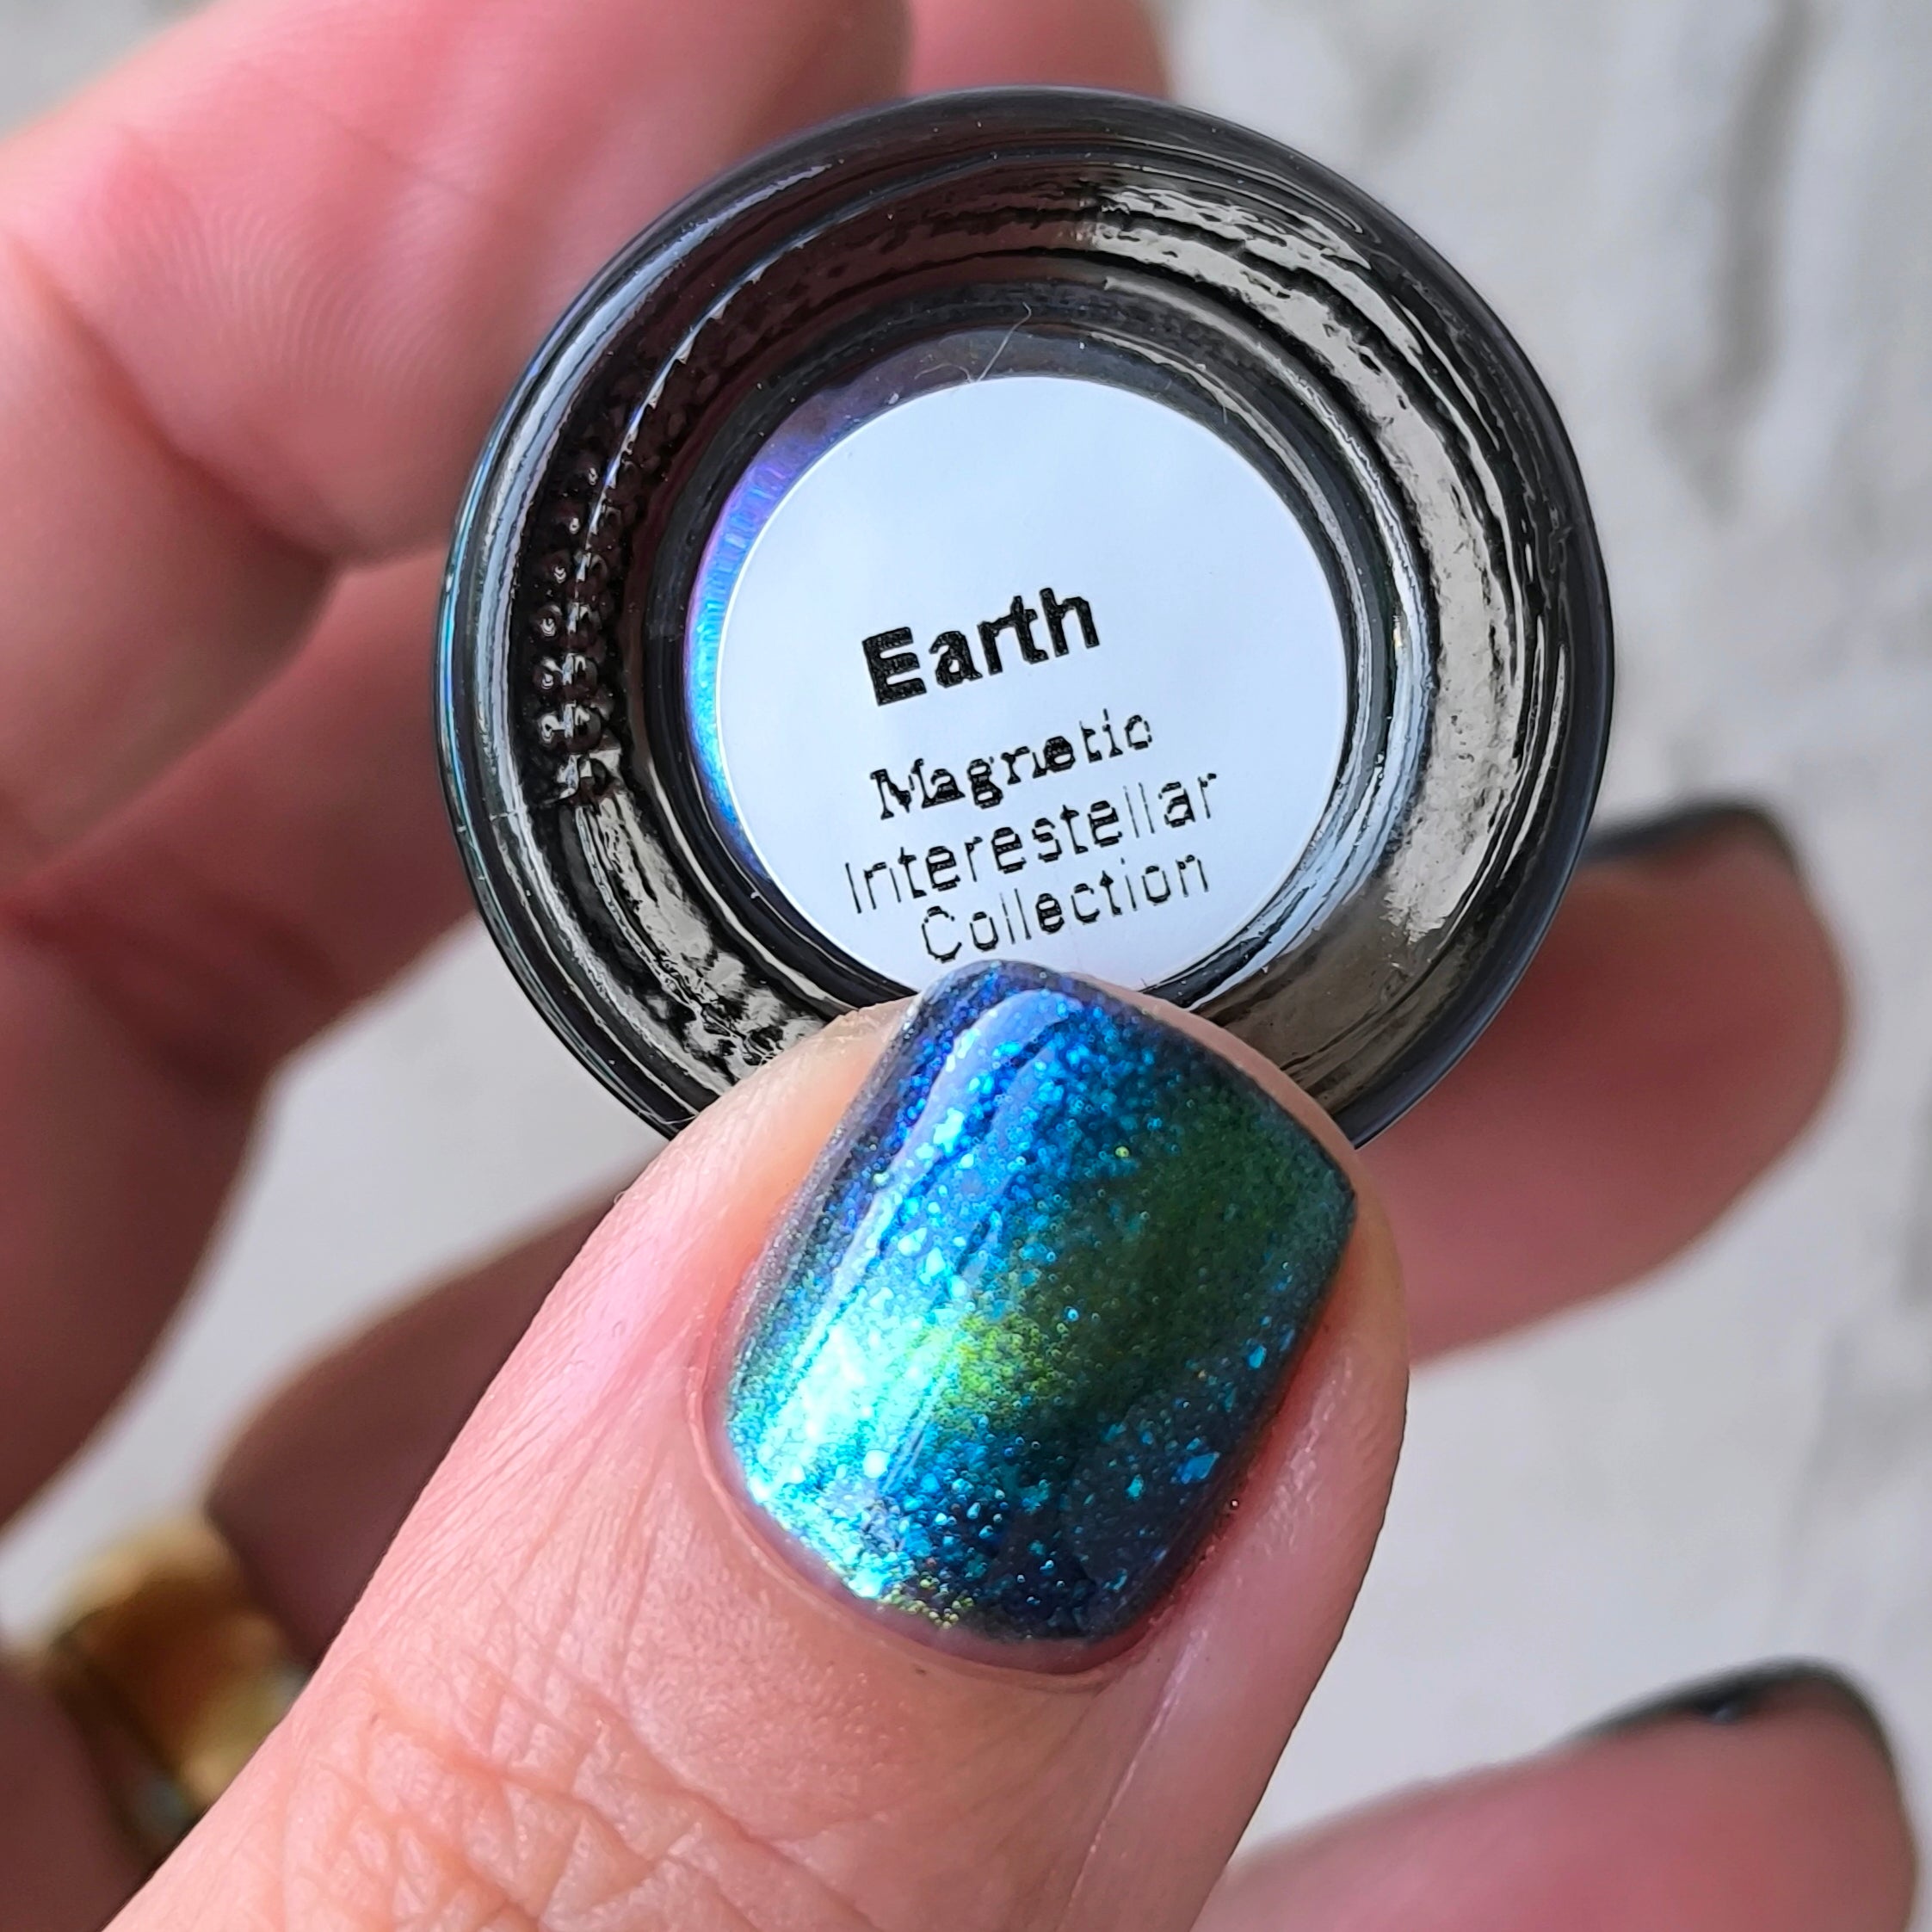 Earth
Magnetic
Interestellar
Collection